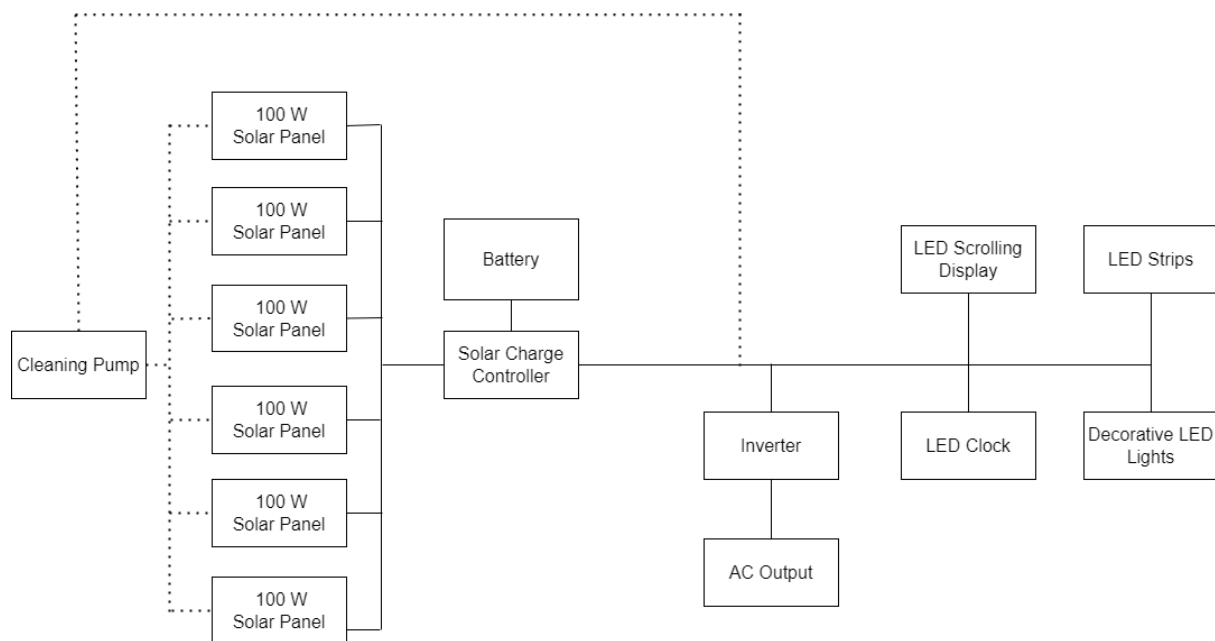 100 W
Solar Panel
100 W
Solar Panel
Battery
LED Scrolling
Display
LED Strips
100 W
Solar Panel
Cleaning Pump
Solar Charge
Controller
100 W
Solar Panel
Inverter
LED Clock
Decorative LED
Lights
100 W
Solar Panel
AC Output
100 W
Solar Panel